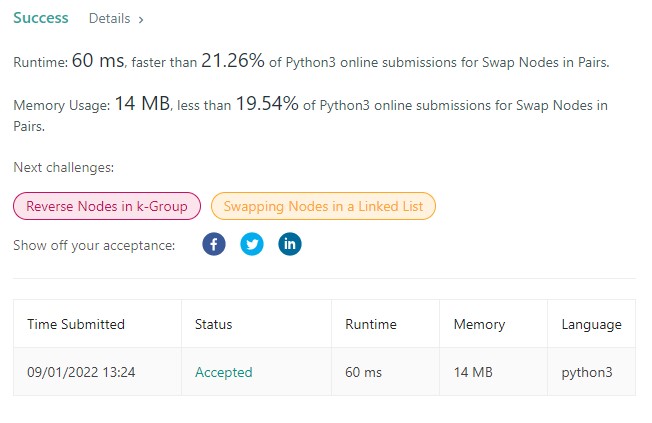 Success Details >
Runtime: 60 ms, faster than 21.26% of Python3 online submissions for Swap Nodes in Pairs.
Memory Usage: 14 MB, less than 19.54% of Python3 online submissions for Swap Nodes in
Pairs.
Next challenges:
Reverse Nodes in k-Group Swapping Nodes in a Linked List
Show off your acceptance: f in
Time Submitted Status Runtime Memory Language
09/01/2022 13:24 Accepted 60 ms 14 MB python3